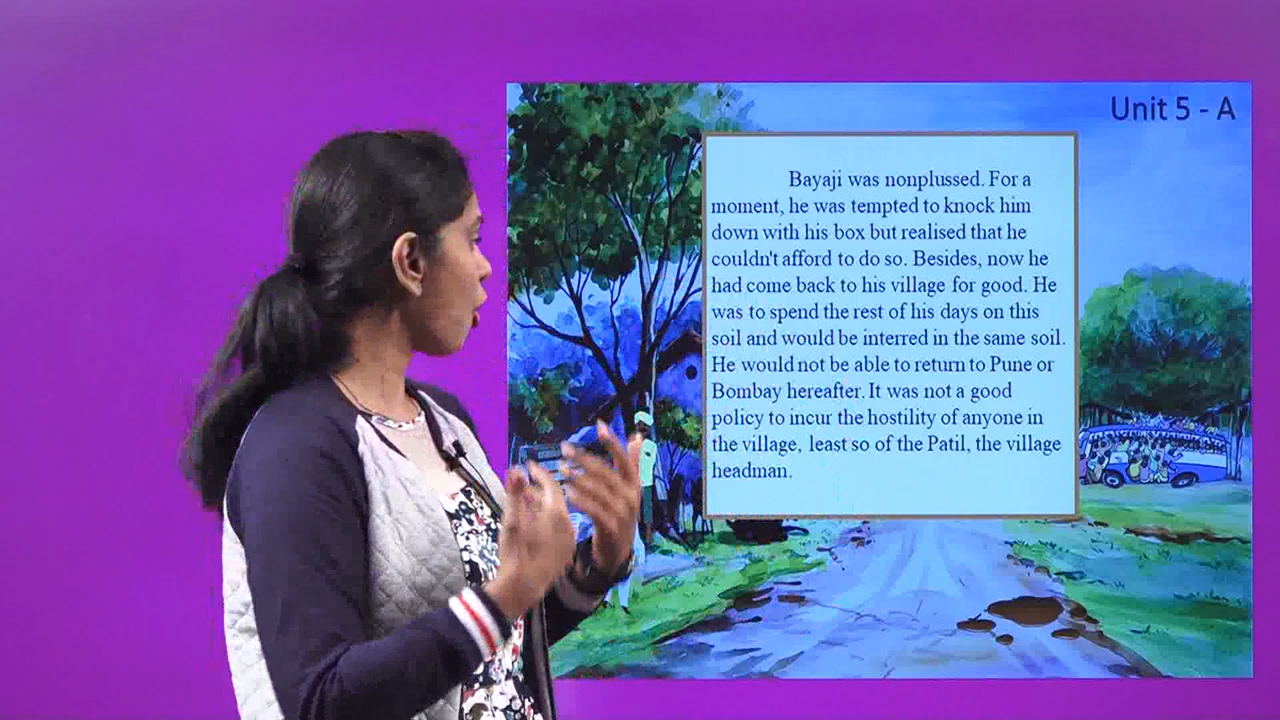 Unit 5 - A
Bayaji was nonplussed. For a
moment, he was tempted to knock him
down with his box but realised that he
couldn't afford to do so. Besides, now he
had come back to his village for good. He
was to spend the rest of his days on this
soil and would be interred in the same soil.
He would not be able to return to Pune or
Bombay hereafter. It was not a good
policy to incur the hostility of anyone in
the village, least so of the Patil, the village
headman.